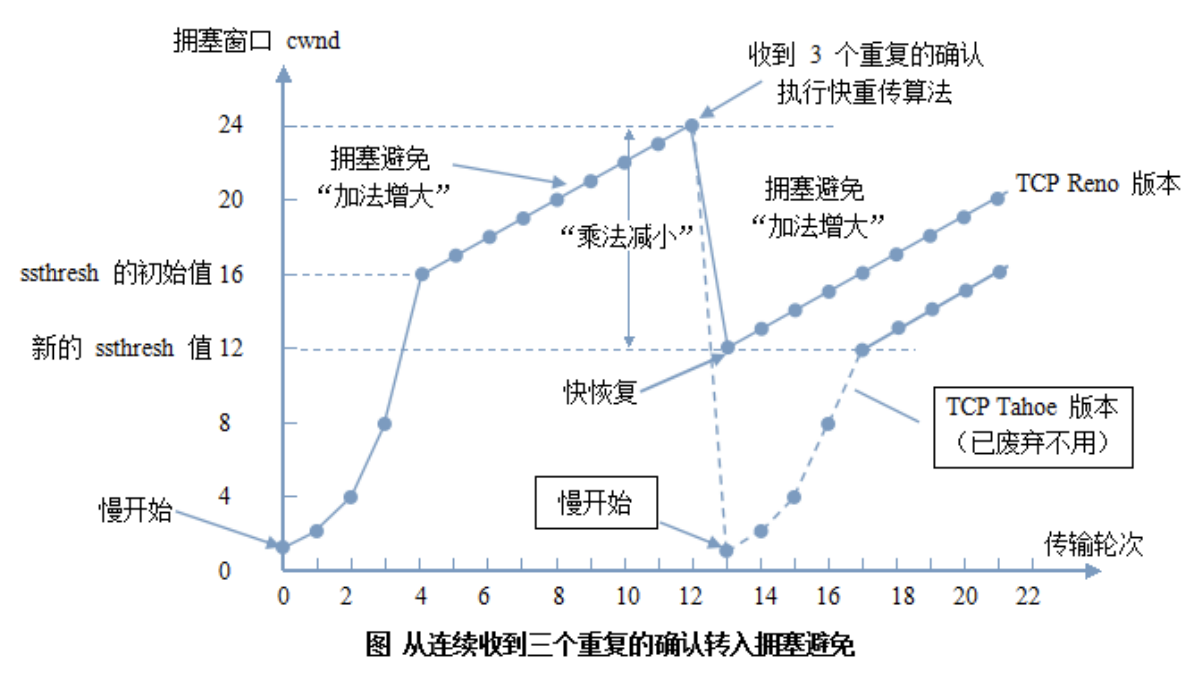 拥塞窗口 cwnd
收到 3 个重复的确认
执行快重传算法
24
拥塞避免
“加法增大”
拥塞避免
“加法增大”
TCP Reno 版本
20
“乘法减小”
ssthresh 的初始值 16
新的 ssthresh 值 12
快恢复
TCP Tahoe 版本
（已废弃不用）
8
4
慢开始
慢开始
传输轮次
0
0 2 4 6 8 10 12 14 16 18 20 22
图 从连续收到三个重复的确认转入拥塞避免